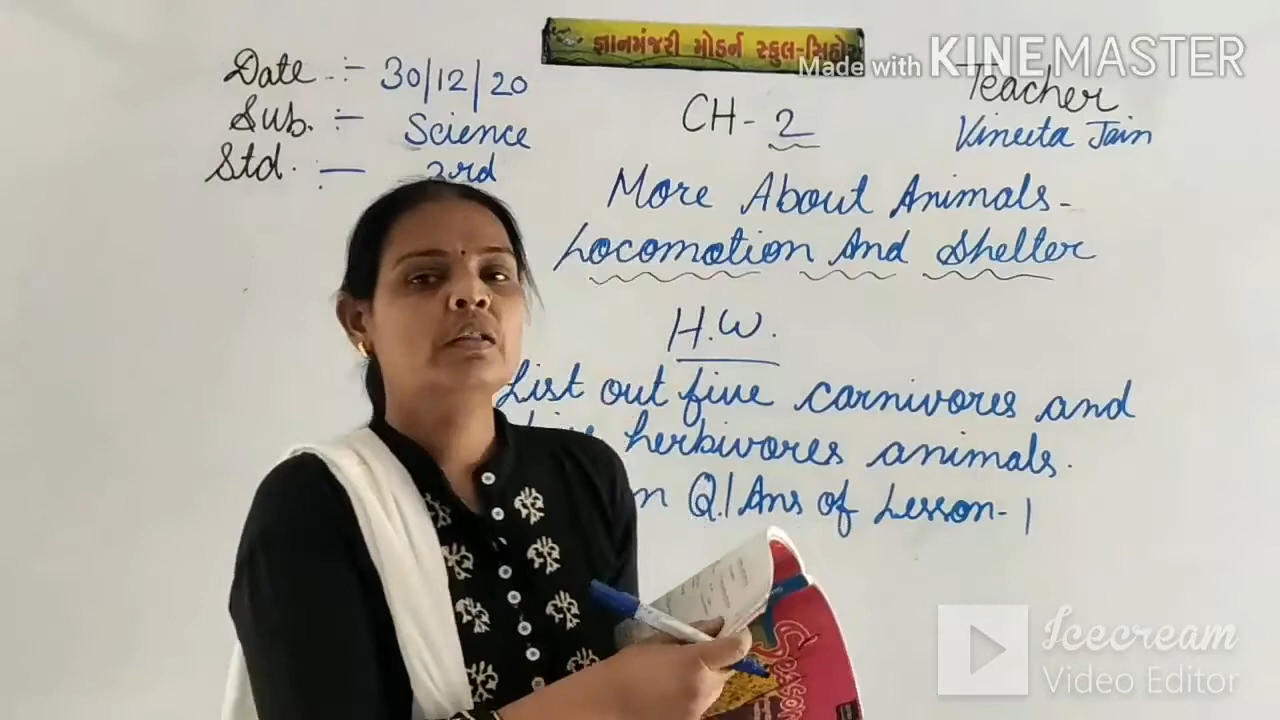 જ્ઞાનમંજરી મોડર્ન સ્કુલ-સિહોર
Made with KINEMASTER
Date :- 30/12/20
Sub. :- Science
Std. :- 3rd
CH- 2
Teacher
Vineeta Jain
More About Animals-
Locomotion And Shelter
H.W.
List out five carnivores and
five herbivores animals.
Q/Ans of Lesson-1
Icecream
Video Editor